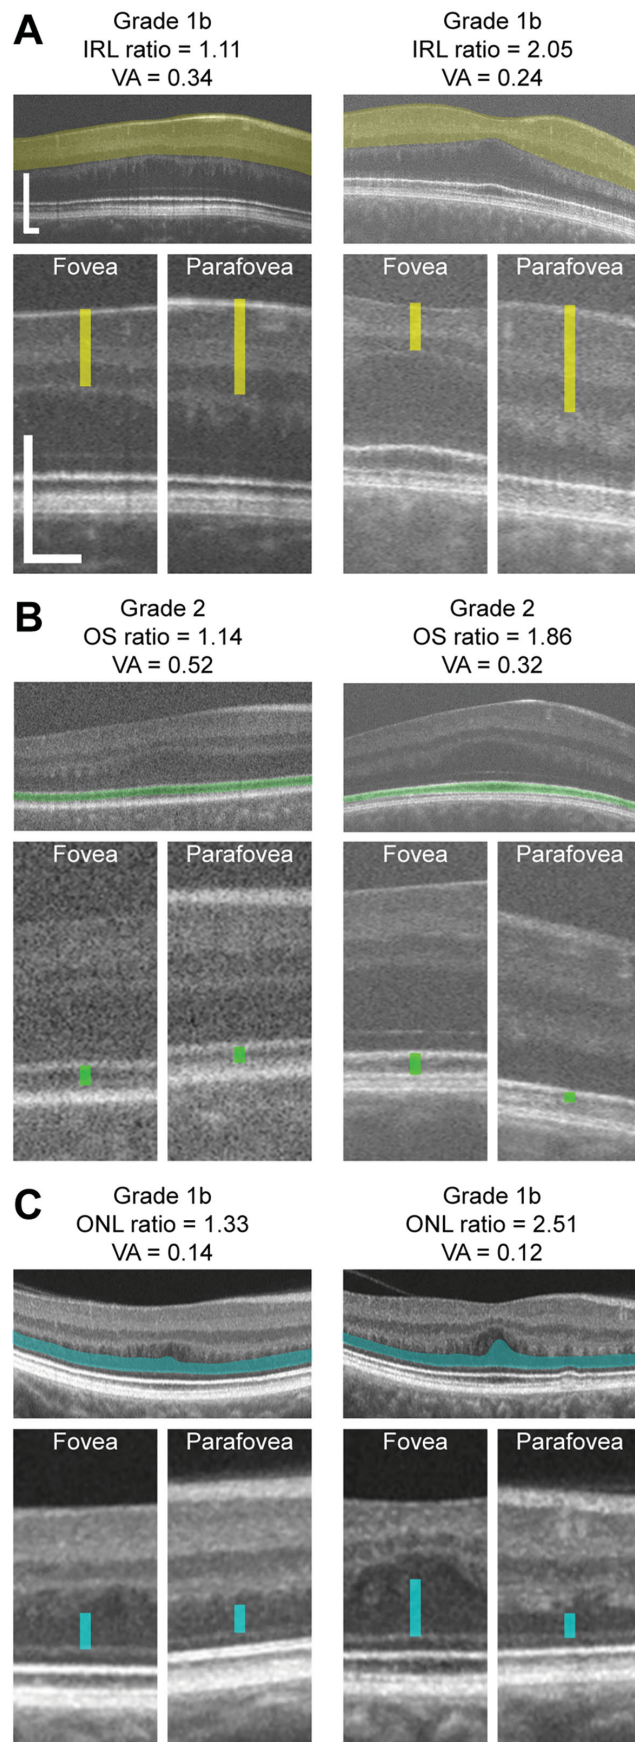 A
Grade 1b
IRL ratio = 1.11
VA = 0.34
Grade 1b
IRL ratio = 2.05
VA = 0.24
Fovea
Parafovea
Fovea
Parafovea
B
Grade 2
OS ratio = 1.14
VA = 0.52
Grade 2
OS ratio = 1.86
VA = 0.32
Fovea
Parafovea
Fovea
Parafovea
C
Grade 1b
ONL ratio = 1.33
VA = 0.14
Grade 1b
ONL ratio = 2.51
VA = 0.12
Fovea
Parafovea
Fovea
Parafovea